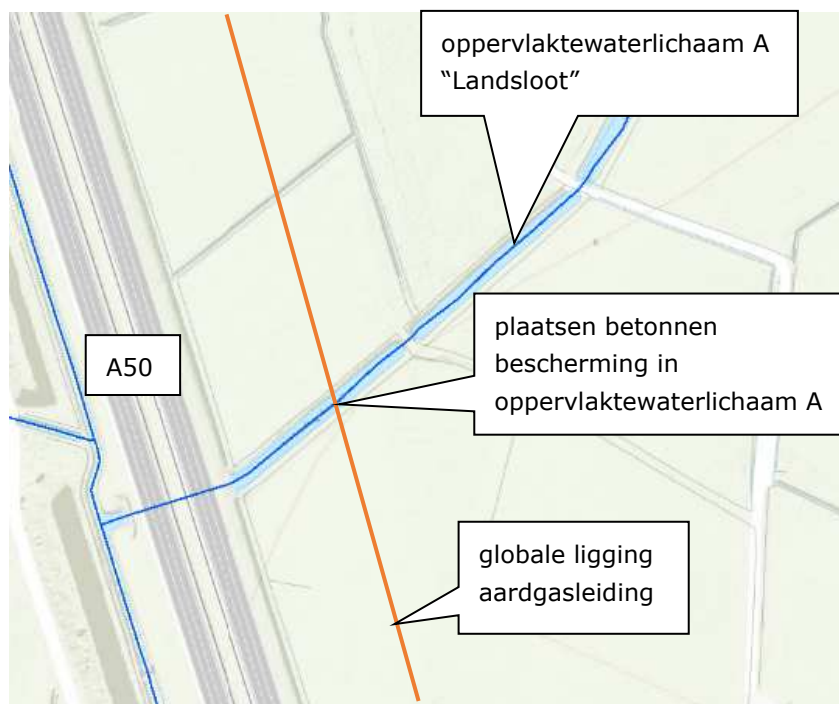 oppervlaktewaterlichaam A
“Landsloot”
plaatsen betonnen
bescherming in
oppervlaktewaterlichaam A
A50
globale ligging
aardgasleiding